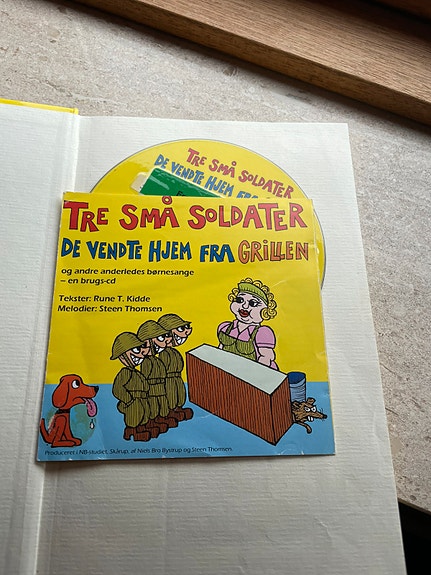 TRE SMÅ SOLDATER
DE VENDTE HJEM FRA
TRE SMÅ SOLDATER
DE VENDTE HJEM FRA GRILLEN
og andre anderledes børnesange
– en brugs-cd
Tekster: Rune T. Kidde
Melodier: Steen Thomsen
Produceret i NB-studiet, Skårup, af Niels Bro Bystrup og Steen Thomsen.